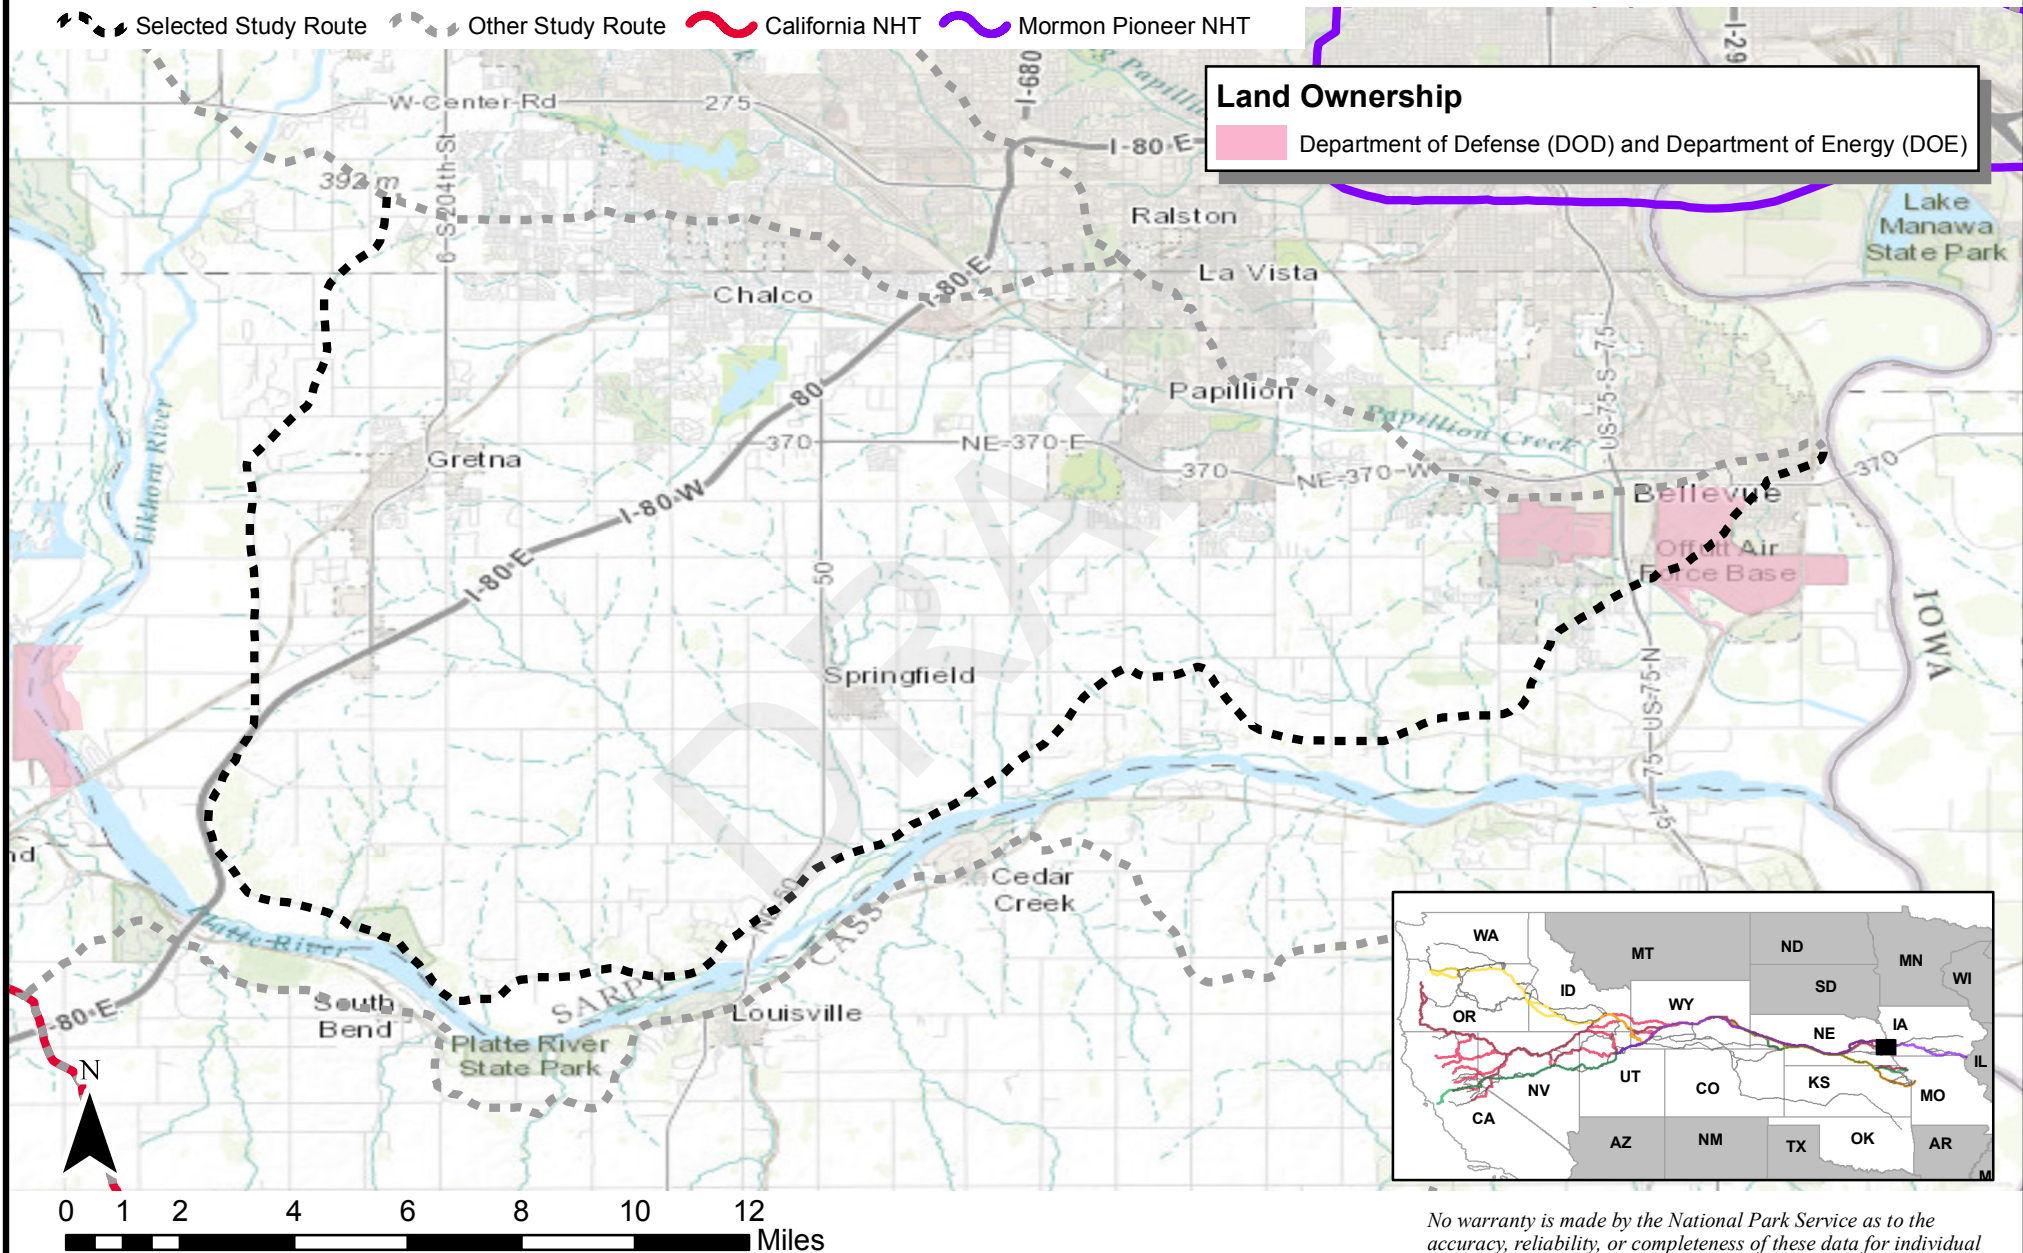 Selected Study Route
Other Study Route
California NHT
Mormon Pioneer NHT
Land Ownership
Department of Defense (DOD) and Department of Energy (DOE)
I-29
I-680
W-Center-Rd
275
I-80-E
392 m
6-S-204th-St
Ralston
Lake
Manawa
State Park
La Vista
Chalco
I-80-E
80
US-75-S-75
Papillion
Papillion Creek
Elkhorn River
Gretna
370
NE-370-E
370
NE-370-W
370
I-80-W
Bellevue
Offutt Air
Force Base
I-80-E
50
IOWA
DRAFT
Springfield
75-US-75-N
75
nd
Cedar
Creek
CASS
Platte River
SARPY
South
Bend
80-E
Louisville
Platte River
State Park
N
WA
MT
ND
MN
WI
SD
ID
OR
WY
NE
IA
IL
NV
UT
CO
KS
MO
CA
AZ
NM
TX
OK
AR
M
0 1 2 4 6 8 10 12
Miles
No warranty is made by the National Park Service as to the
accuracy, reliability, or completeness of these data for individual